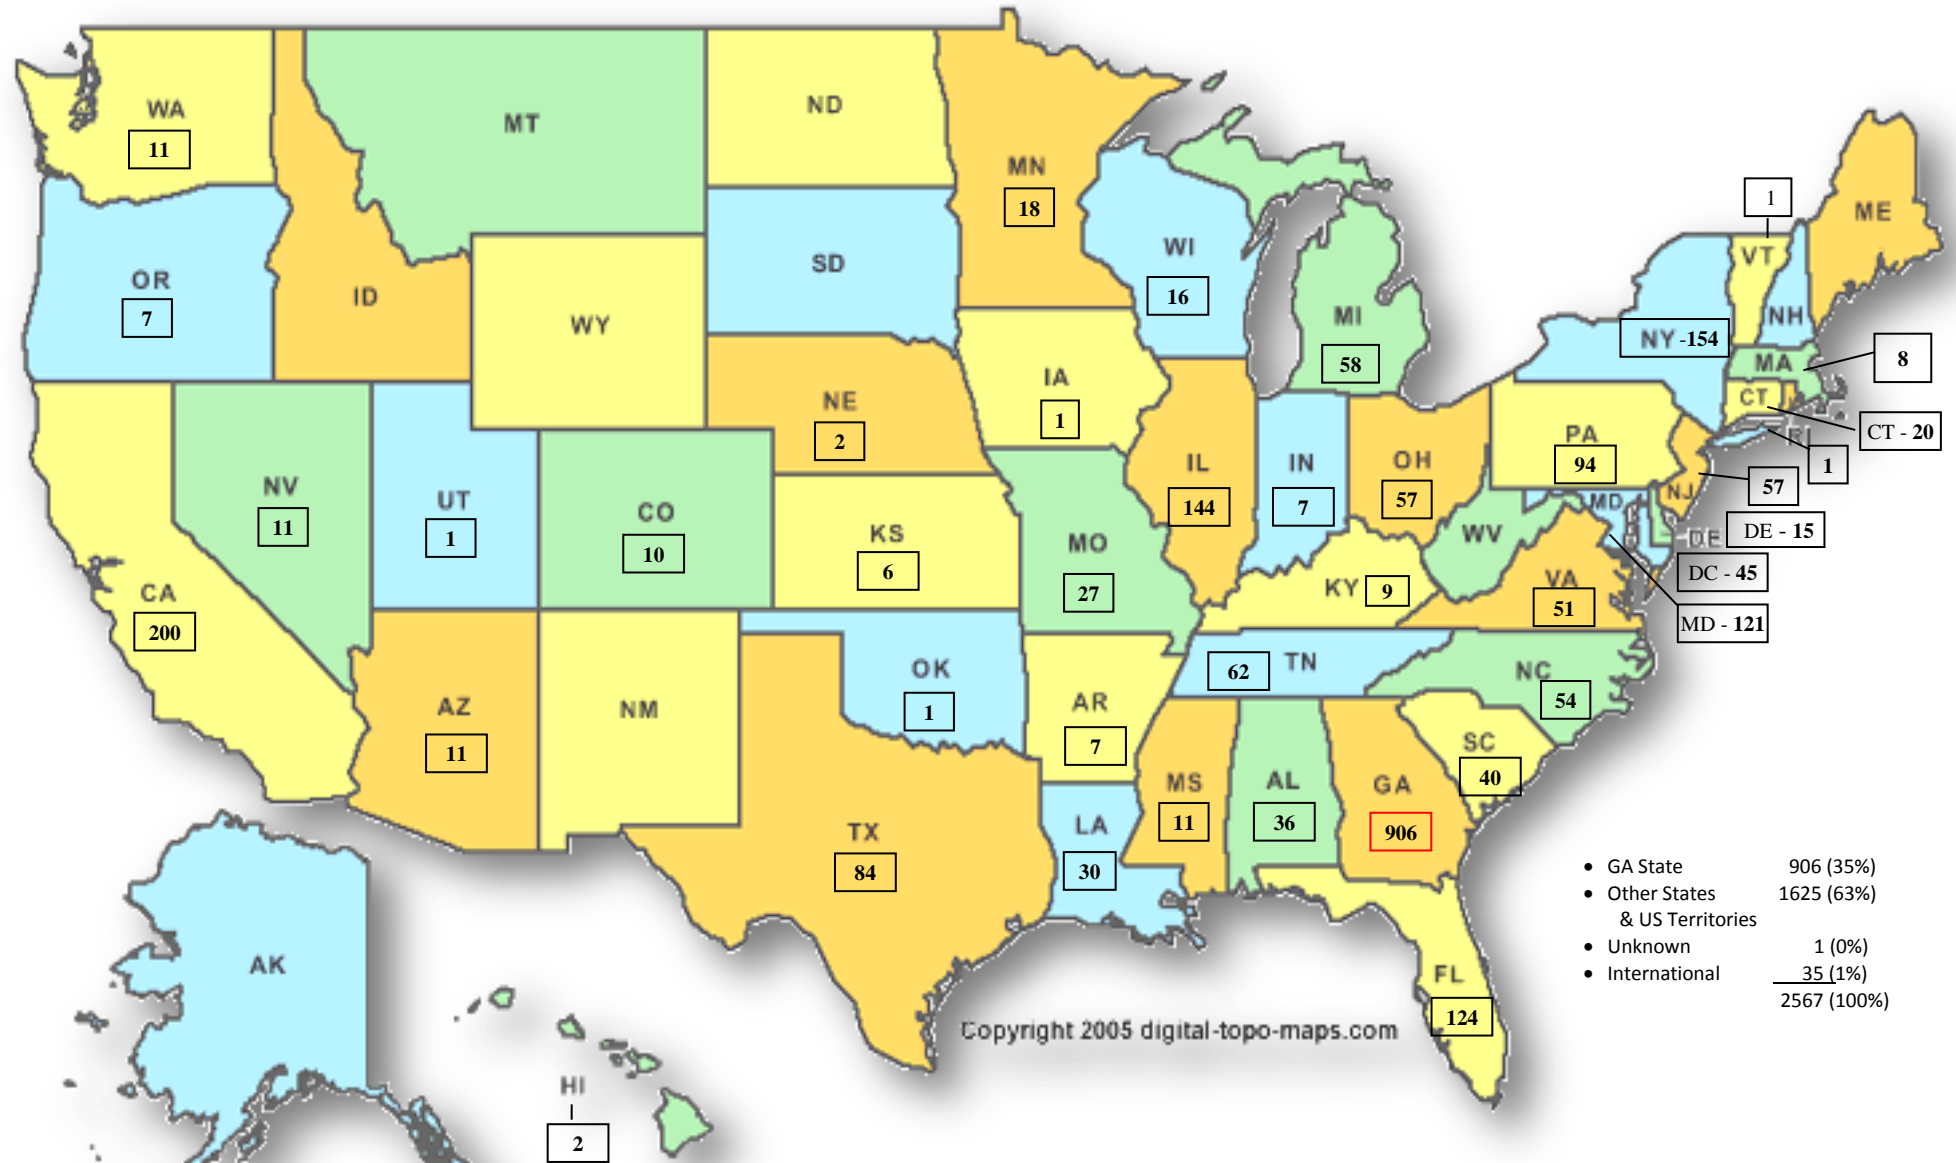 WA
11
MT
ND
MN
18
OR
7
ID
WY
SD
WI
16
MI
58
1
VT
ME
NH
NY -154
MA
8
CT
CT - 20
RI
1
NE
2
IA
1
IL
144
IN
7
OH
57
PA
94
NJ
57
MD
DE
DE - 15
DC - 45
MD - 121
NV
11
UT
1
CO
10
KS
6
MO
27
KY 9
WV
VA
51
CA
200
AZ
11
NM
OK
1
AR
7
62 TN
NC
54
SC
40
TX
84
LA
30
MS
11
AL
36
GA
906
FL
124
AK
HI
2
Copyright 2005 digital-topo-maps.com
• GA State 906 (35%)
• Other States 1625 (63%)
& US Territories
• Unknown 1 (0%)
• International 35 (1%)
2567 (100%)